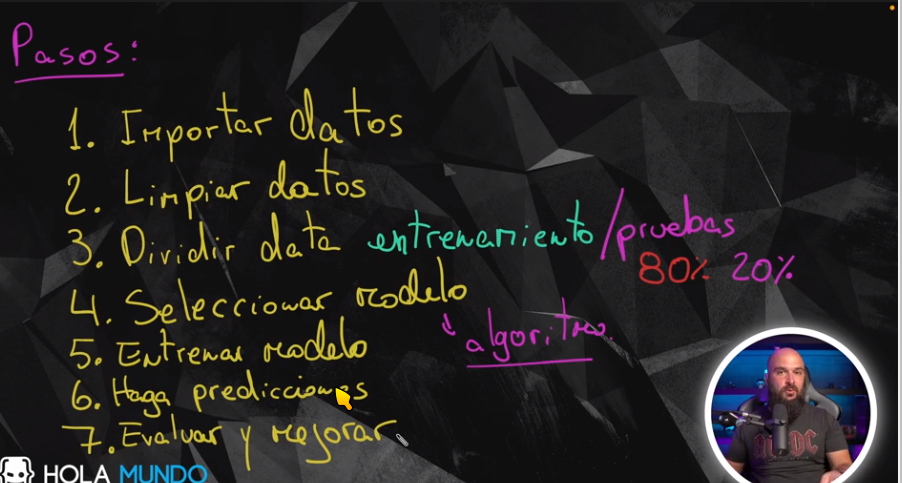 Pasos:
1. Importar datos
2. Limpiar datos
3. Dividir data entrenamiento/pruebas
80% 20%
4. Seleccionar modelo
algoritmo.
5. Entrenar modelo
6. Haga predicciones
7. Evaluar y mejorar
HOLA MUNDO
AC DC